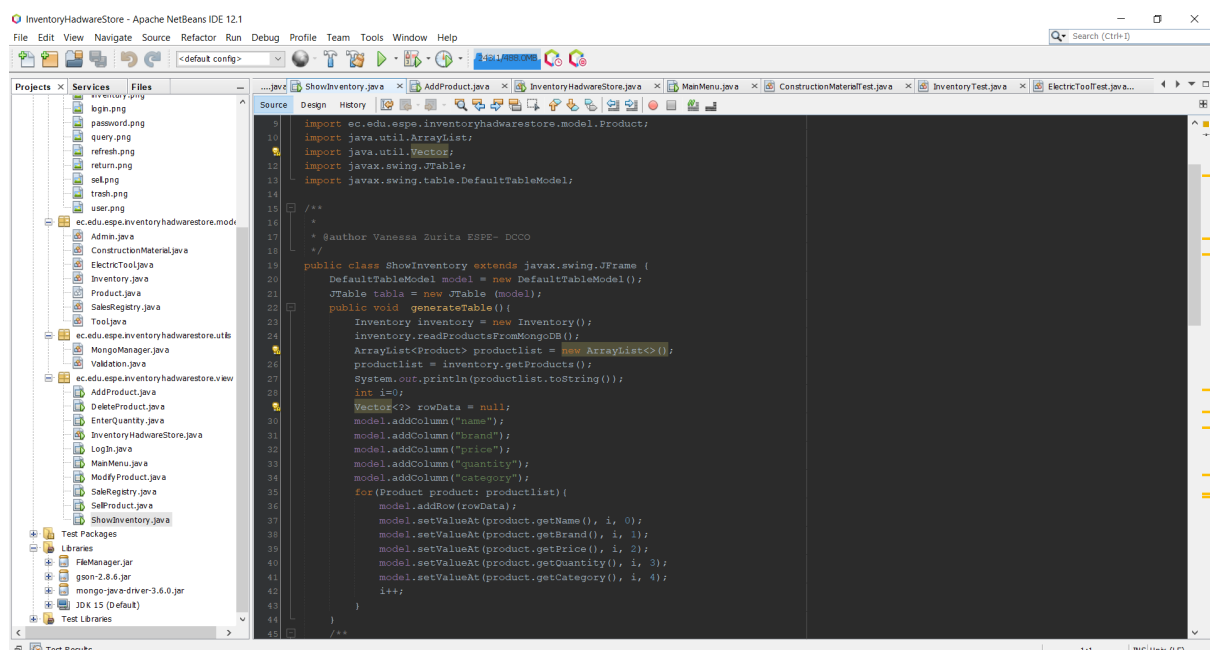 InventoryHadwareStore - Apache NetBeans IDE 12.1
File Edit View Navigate Source Refactor Run Debug Profile Team Tools Window Help
Search (Ctrl+I)
<default config>
Projects × Services Files
....java ShowInventory.java × AddProduct.java × InventoryHadwareStore.java × MainMenu.java × ConstructionMaterialTest.java × InventoryTest.java × ElectricToolTest.java...
Source Design History
login.png
password.png
query.png
refresh.png
return.png
sell.png
trash.png
user.png
ec.edu.espe.inventoryhadwarestore.mode
Admin.java
ConstructionMaterial.java
ElectricTool.java
Inventory.java
Product.java
SalesRegistry.java
Tool.java
ec.edu.espe.inventoryhadwarestore.utils
MongoManager.java
Validation.java
ec.edu.espe.inventoryhadwarestore.view
AddProduct.java
DeleteProduct.java
EnterQuantity.java
InventoryHadwareStore.java
LogIn.java
MainMenu.java
ModifyProduct.java
SaleRegistry.java
SellProduct.java
ShowInventory.java
Test Packages
Libraries
FileManager.jar
gson-2.8.6.jar
mongo-java-driver-3.6.0.jar
JDK 15 (Default)
Test Libraries
9 import ec.edu.espe.inventoryhadwarestore.model.Product;
10 import java.util.ArrayList;
import java.util.Vector;
12 import javax.swing.JTable;
13 import javax.swing.table.DefaultTableModel;
14
15 /**
16 *
17 * @author Vanessa Zurita ESPE- DCCO
18 */
19 public class ShowInventory extends javax.swing.JFrame {
20 DefaultTableModel model = new DefaultTableModel();
21 JTable tabla = new JTable (model);
22 public void generateTable(){
23 Inventory inventory = new Inventory();
24 inventory.readProductsFromMongoDB();
ArrayList<Product> productlist = new ArrayList<>();
26 productlist = inventory.getProducts();
27 System.out.println(productlist.toString());
28 int i=0;
Vector<?> rowData = null;
30 model.addColumn("name");
31 model.addColumn("brand");
32 model.addColumn("price");
33 model.addColumn("quantity");
34 model.addColumn("category");
35 for(Product product: productlist){
36 model.addRow(rowData);
37 model.setValueAt(product.getName(), i, 0);
38 model.setValueAt(product.getBrand(), i, 1);
39 model.setValueAt(product.getPrice(), i, 2);
40 model.setValueAt(product.getQuantity(), i, 3);
41 model.setValueAt(product.getCategory(), i, 4);
42 i++;
43 }
44 }
45 /**
Test Results